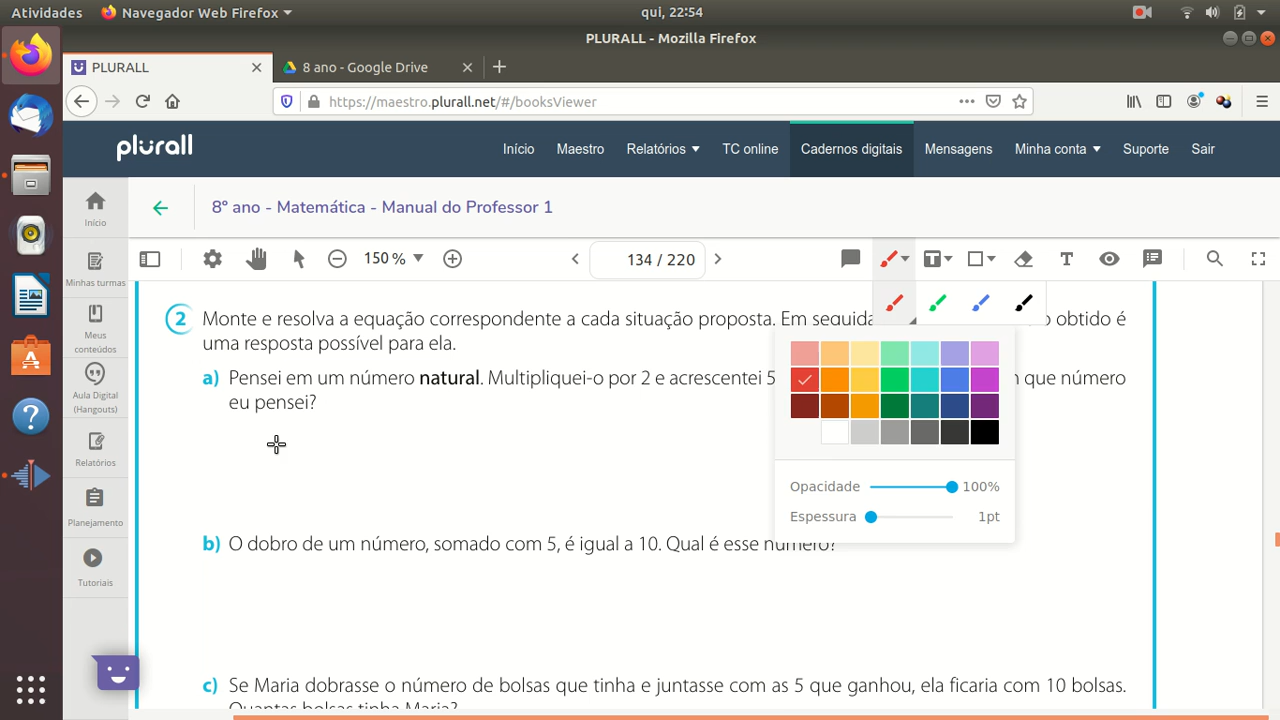 Atividades Navegador Web Firefox qui, 22:54
PLURALL - Mozilla Firefox
PLURALL 8 ano - Google Drive
https://maestro.plurall.net/#/booksViewer
plurall Início Maestro Relatórios TC online Cadernos digitais Mensagens Minha conta Suporte Sair
8º ano - Matemática - Manual do Professor 1
Início
Minhas turmas
Meus conteúdos
Aula Digital (Hangouts)
Relatórios
Planejamento
Tutoriais
150 % 134 / 220
2 Monte e resolva a equação correspondente a cada situação proposta. Em seguida obtido é
uma resposta possível para ela.
a) Pensei em um número natural. Multipliquei-o por 2 e acrescentei 5 que número
eu pensei?
Opacidade 100%
Espessura 1pt
b) O dobro de um número, somado com 5, é igual a 10. Qual é esse número?
c) Se Maria dobrasse o número de bolsas que tinha e juntasse com as 5 que ganhou, ela ficaria com 10 bolsas.
Quantas bolsas tinha Maria?